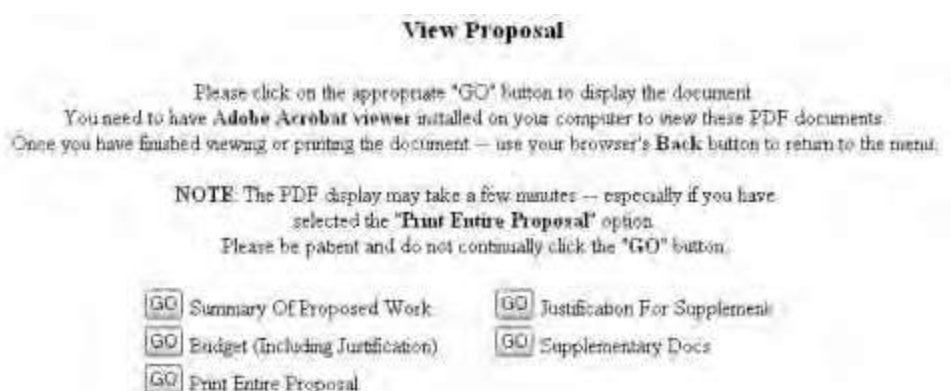 View Proposal
Please click on the appropriate "GO" button to display the document
You need to have Adobe Acrobat viewer installed on your computer to view these PDF documents.
Once you have finished viewing or printing the document -- use your browser's Back button to return to the menu.
NOTE: The PDF display may take a few minutes -- especially if you have
selected the "Print Entire Proposal" option.
Please be patient and do not continually click the "GO" button.
GO Summary Of Proposed Work GO Justification For Supplement
GO Budget (Including Justification) GO Supplementary Docs
GO Print Entire Proposal